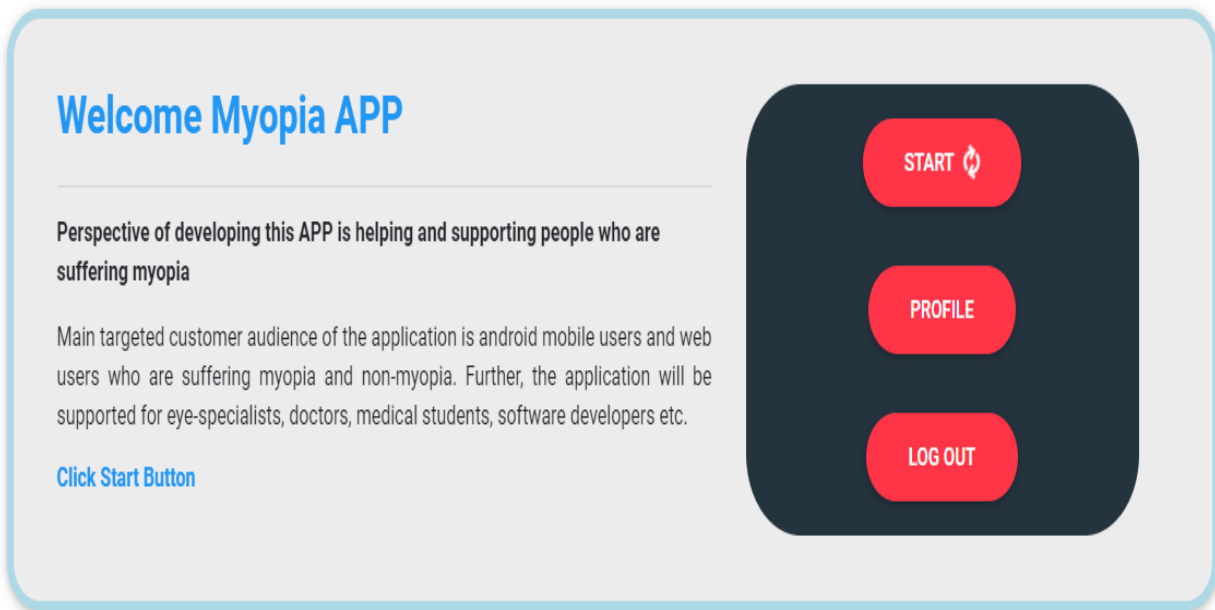 Welcome Myopia APP
Perspective of developing this APP is helping and supporting people who are
suffering myopia
Main targeted customer audience of the application is android mobile users and web
users who are suffering myopia and non-myopia. Further, the application will be
supported for eye-specialists, doctors, medical students, software developers etc.
Click Start Button
START
PROFILE
LOG OUT